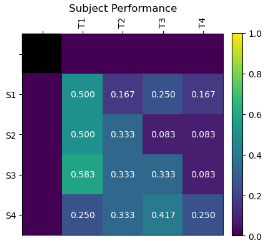 Subject Performance
T1 T2 T3 T4
1.0
S1 0.500 0.167 0.250 0.167
0.8
S2 0.500 0.333 0.083 0.083
0.6
S3 0.583 0.333 0.333 0.083
0.4
S4 0.250 0.333 0.417 0.250
0.2
0.0